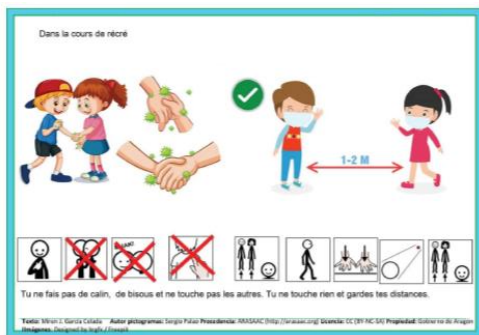 Dans la cours de récré
1-2 M
Tu ne fais pas de calin, de bisous et ne touche pas les autres. Tu ne touche rien et gardes tes distances.
Texto: Miren J. García Celada Autor pictogramas: Sergio Palao Procedencia: ARASAAC (http://arasaac.org) Licencia: CC (BY-NC-SA) Propiedad: Gobierno de Aragón
Imágenes: Designed by brgfx / Freepik